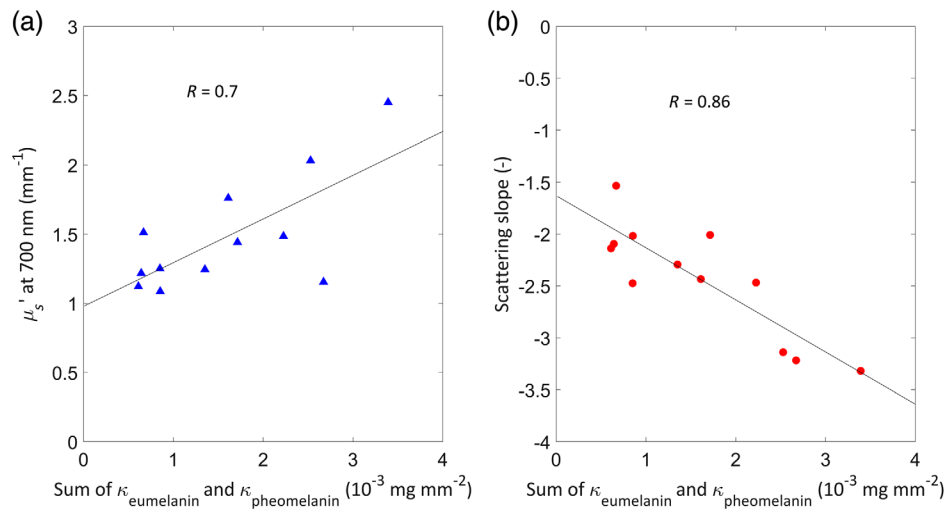 (a)
3
2.5
2
1.5
1
0.5
0
R = 0.7
μs' at 700 nm (mm-1)
0 1 2 3 4
Sum of κeumelanin and κpheomelanin (10-3 mg mm-2)
(b)
0
-0.5
-1
-1.5
-2
-2.5
-3
-3.5
-4
R = 0.86
Scattering slope (-)
0 1 2 3 4
Sum of κeumelanin and κpheomelanin (10-3 mg mm-2)